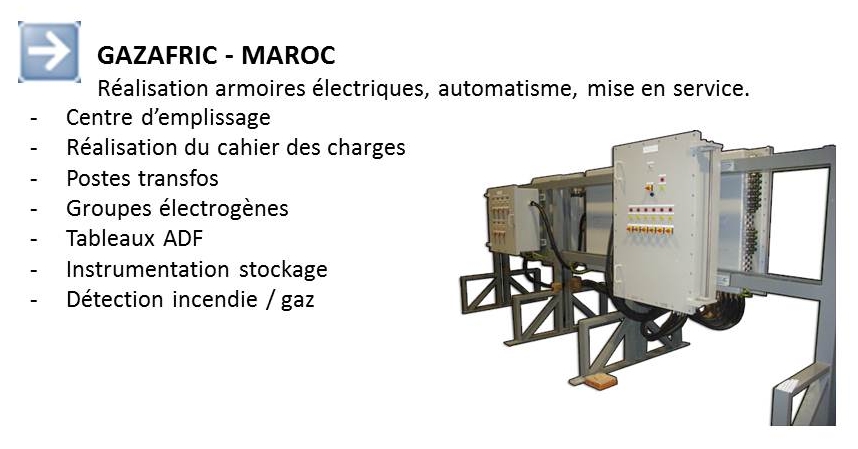 GAZAFRIC - MAROC
Réalisation armoires électriques, automatisme, mise en service.
- Centre d’emplissage
- Réalisation du cahier des charges
- Postes transfos
- Groupes électrogènes
- Tableaux ADF
- Instrumentation stockage
- Détection incendie / gaz